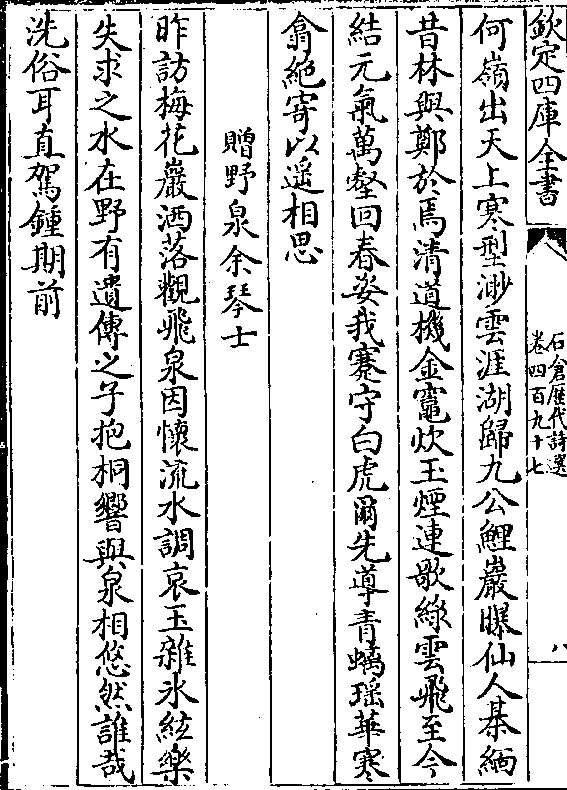 欽定四庫全書
石倉歷代詩選
卷四百九十七
八
何嶺出天上寒型渺雲涯湖歸九公鯉巖曝仙人棊緬
昔林與鄭於焉清道機金竈炊玉煙連歌綠雲飛至今
結元氣萬壑回春姿我蹇守白虎爾先導青螭瑶華寒
翕絶寄以遥相思
贈野泉余琴士
昨訪梅花巖洒落觀飛泉因懷流水調哀玉雜氷絃樂
失求之水在野有遺傳之子抱桐響與泉相悠然誰哉
洗俗耳直駕鍾期前